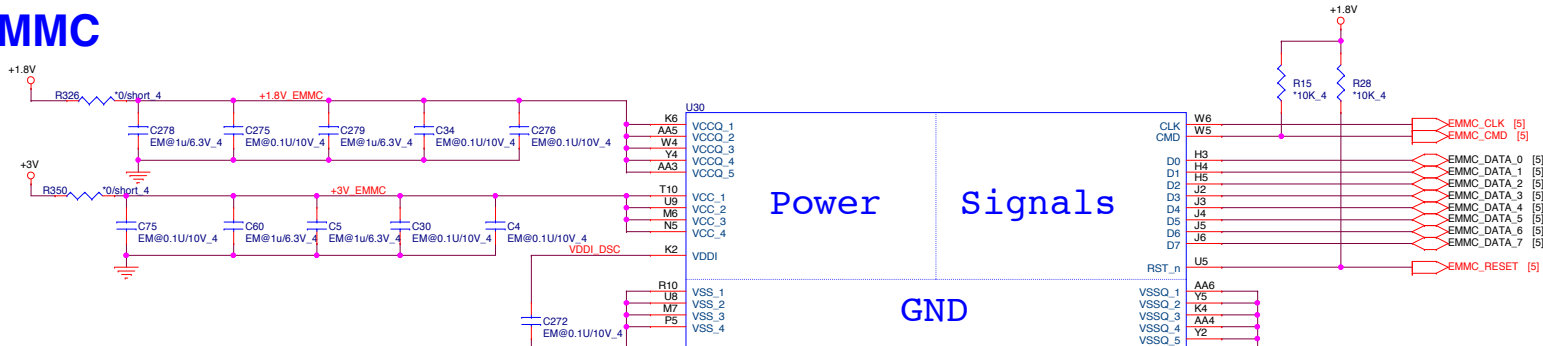 MMC
+1.8V
R326
*0/short_4
+1.8V_EMMC
C278
EM@1u/6.3V_4
C275
EM@0.1U/10V_4
C279
EM@1u/6.3V_4
C34
EM@0.1U/10V_4
C276
EM@0.1U/10V_4
+3V
R350
*0/short_4
+3V_EMMC
C75
EM@0.1U/10V_4
C60
EM@1u/6.3V_4
C5
EM@1u/6.3V_4
C30
EM@0.1U/10V_4
C4
EM@0.1U/10V_4
VDDI_DSC
C272
EM@0.1U/10V_4
U30
K6 VCCQ_1
AA5 VCCQ_2
W4 VCCQ_3
Y4 VCCQ_4
AA3 VCCQ_5
T10 VCC_1
U9 VCC_2
M6 VCC_3
N5 VCC_4
K2 VDDI
R10 VSS_1
U8 VSS_2
M7 VSS_3
P5 VSS_4
Power
Signals
GND
+1.8V
R15
*10K_4
R28
*10K_4
CLK W6 EMMC_CLK [5]
CMD W5 EMMC_CMD [5]
D0 H3 EMMC_DATA_0 [5]
D1 H4 EMMC_DATA_1 [5]
D2 H5 EMMC_DATA_2 [5]
D3 J2 EMMC_DATA_3 [5]
D4 J3 EMMC_DATA_4 [5]
D5 J4 EMMC_DATA_5 [5]
D6 J5 EMMC_DATA_6 [5]
D7 J6 EMMC_DATA_7 [5]
RST_n U5 EMMC_RESET [5]
VSSQ_1 AA6
VSSQ_2 Y5
VSSQ_3 K4
VSSQ_4 AA4
VSSQ_5 Y2